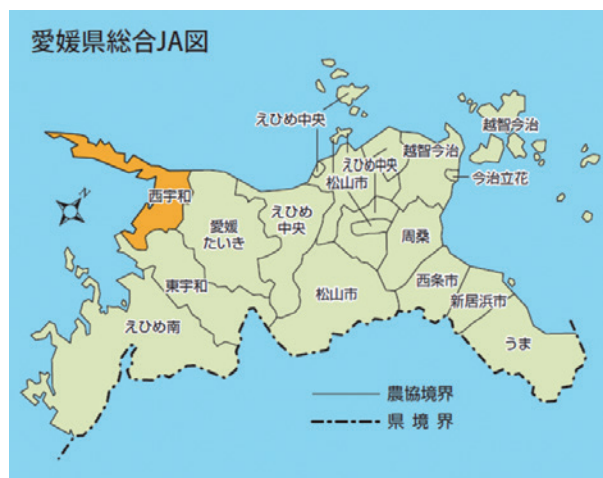 愛媛県総合JA図
えひめ中央
越智今治
越智今治
えひめ中央
松山市
今治立花
西宇和
愛媛
たいき
えひめ
中央
周桑
東宇和
松山市
西条市
新居浜市
えひめ南
うま
農協境界
県境界
N